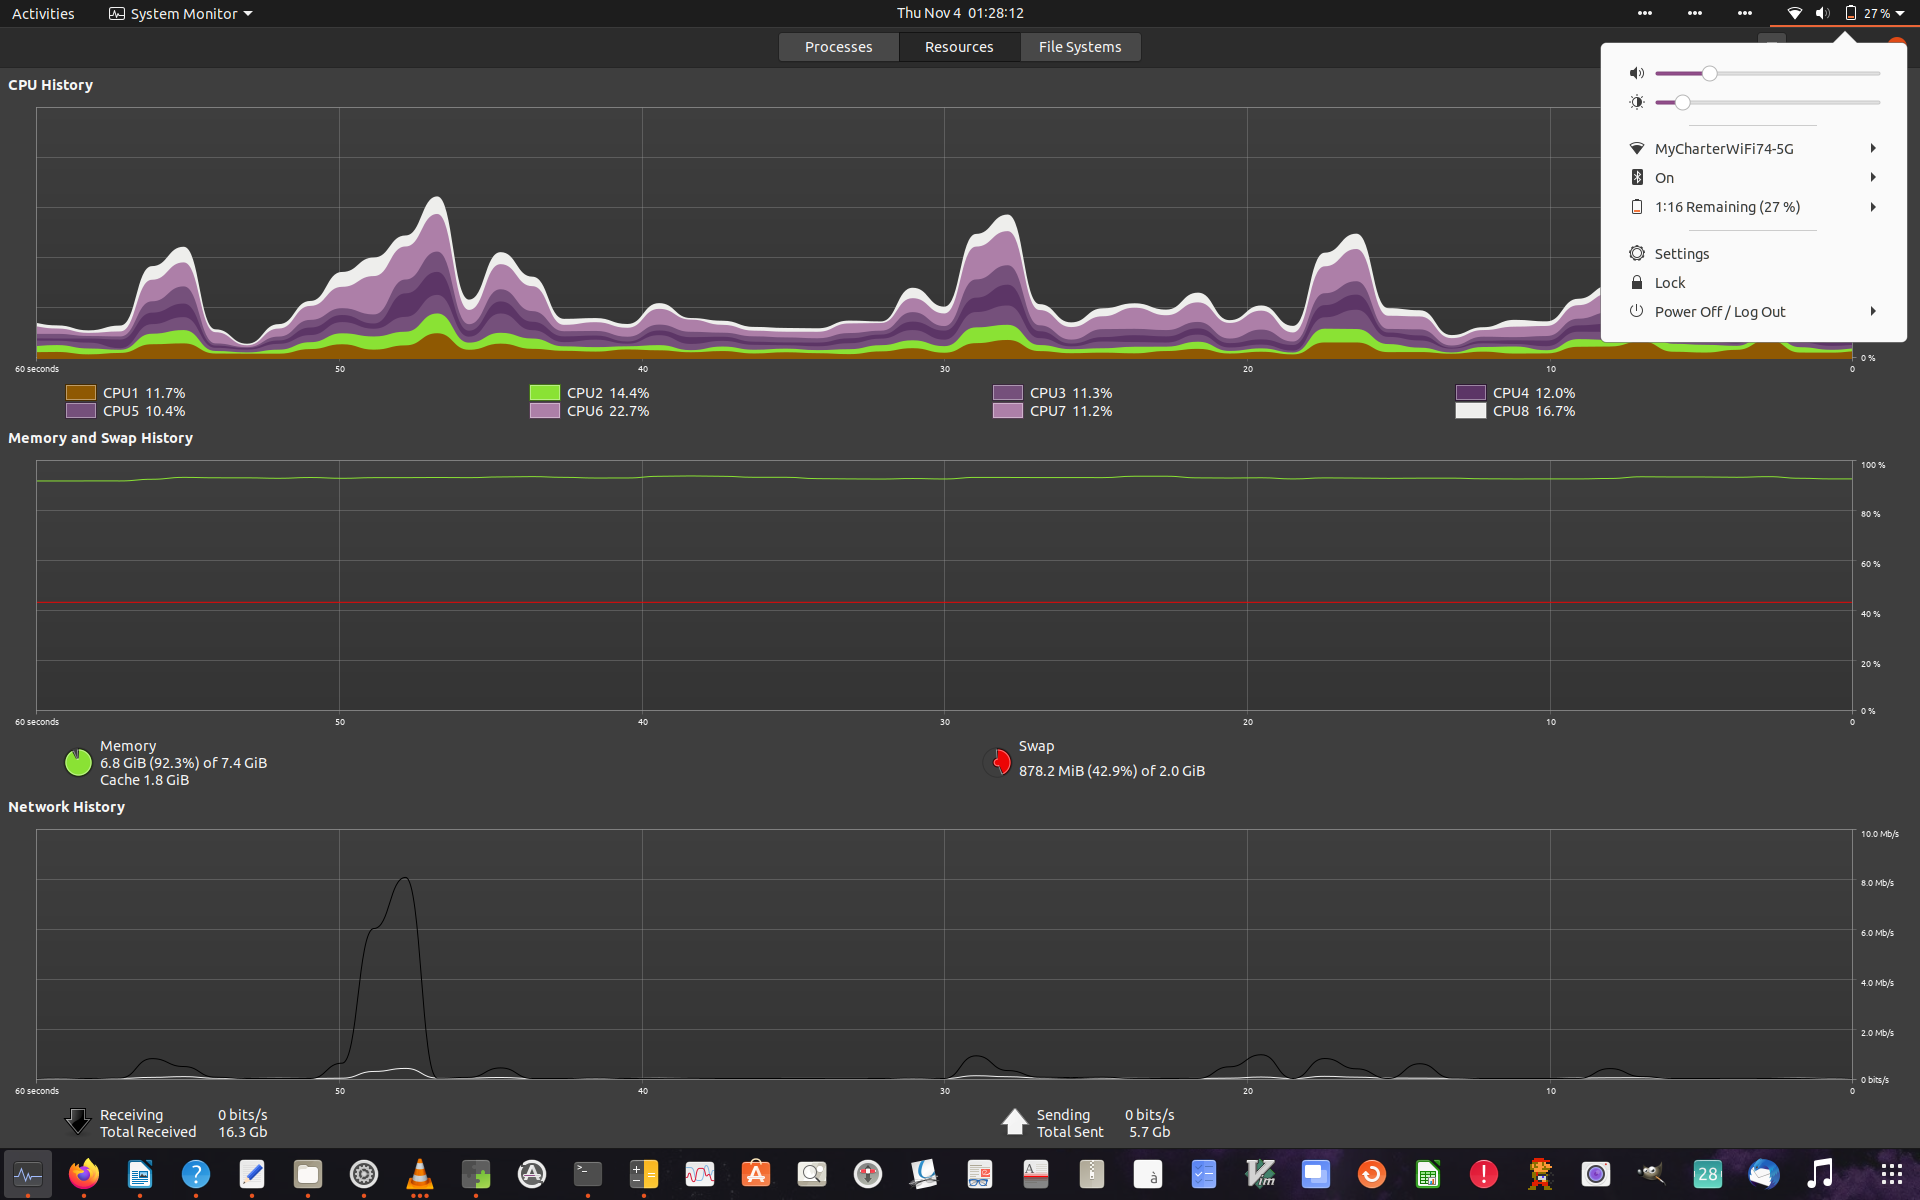 Activities
System Monitor
Thu Nov 4 01:28:12
27 %
Processes
Resources
File Systems
MyCharterWiFi74-5G
On
1:16 Remaining (27 %)
Settings
Lock
Power Off / Log Out
CPU History
0 %
60 seconds 50 40 30 20 10 0
CPU1 11.7% CPU2 14.4% CPU3 11.3% CPU4 12.0%
CPU5 10.4% CPU6 22.7% CPU7 11.2% CPU8 16.7%
Memory and Swap History
100 %
80 %
60 %
40 %
20 %
0 %
60 seconds 50 40 30 20 10 0
Memory
6.8 GiB (92.3%) of 7.4 GiB
Cache 1.8 GiB
Swap
878.2 MiB (42.9%) of 2.0 GiB
Network History
10.0 Mb/s
8.0 Mb/s
6.0 Mb/s
4.0 Mb/s
2.0 Mb/s
0 bits/s
60 seconds 50 40 30 20 10 0
Receiving 0 bits/s
Total Received 16.3 Gb
Sending 0 bits/s
Total Sent 5.7 Gb
?
>_
A
à
Vim
!
28